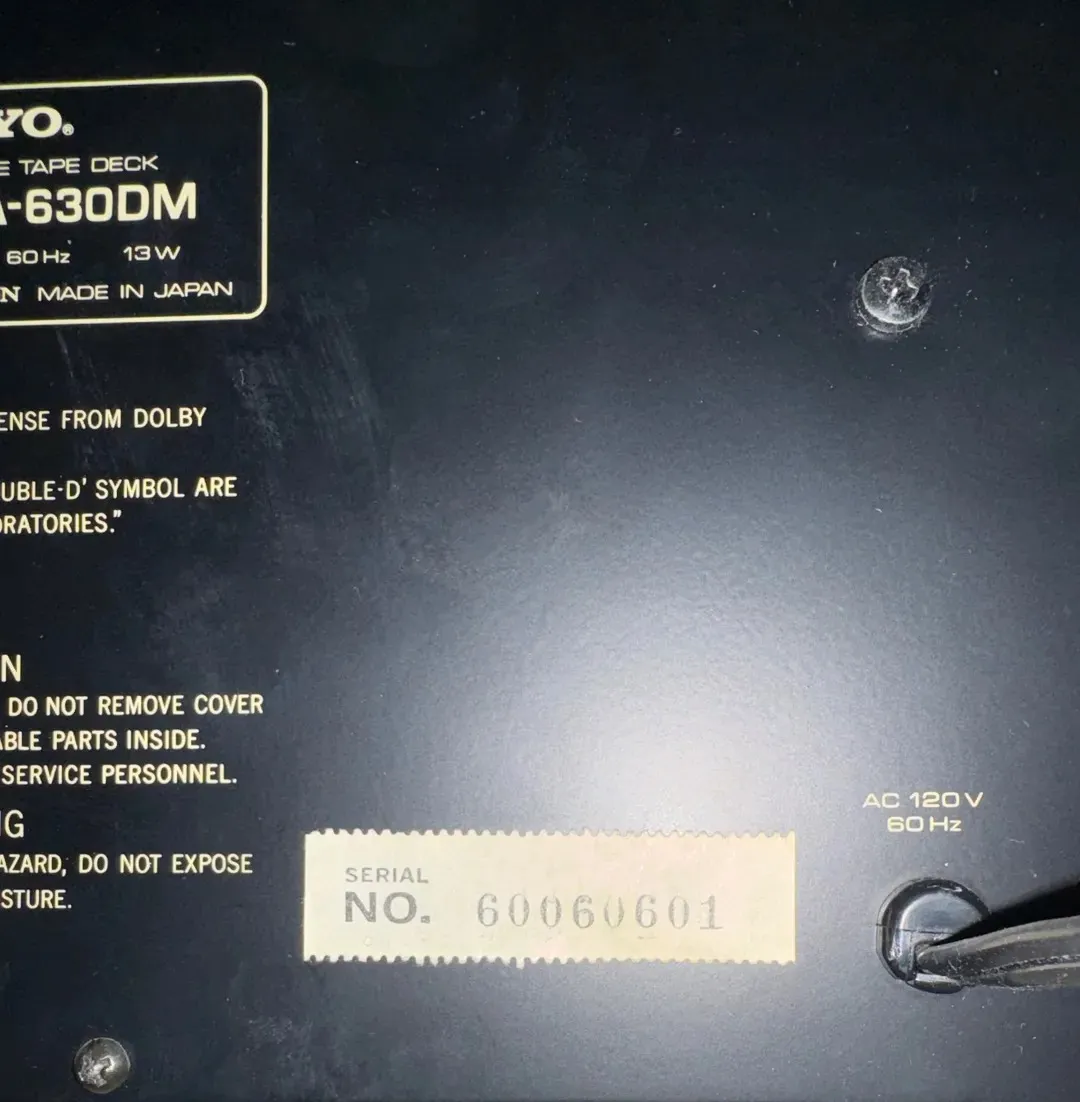 YO®
E TAPE DECK
A-630DM
60 Hz 13 W
N MADE IN JAPAN
ENSE FROM DOLBY
UBLE-D' SYMBOL ARE
ORATORIES."
N
DO NOT REMOVE COVER
ABLE PARTS INSIDE.
SERVICE PERSONNEL.
NG
AZARD, DO NOT EXPOSE
STURE.
AC 120 V
60 Hz
SERIAL
NO. 60060601